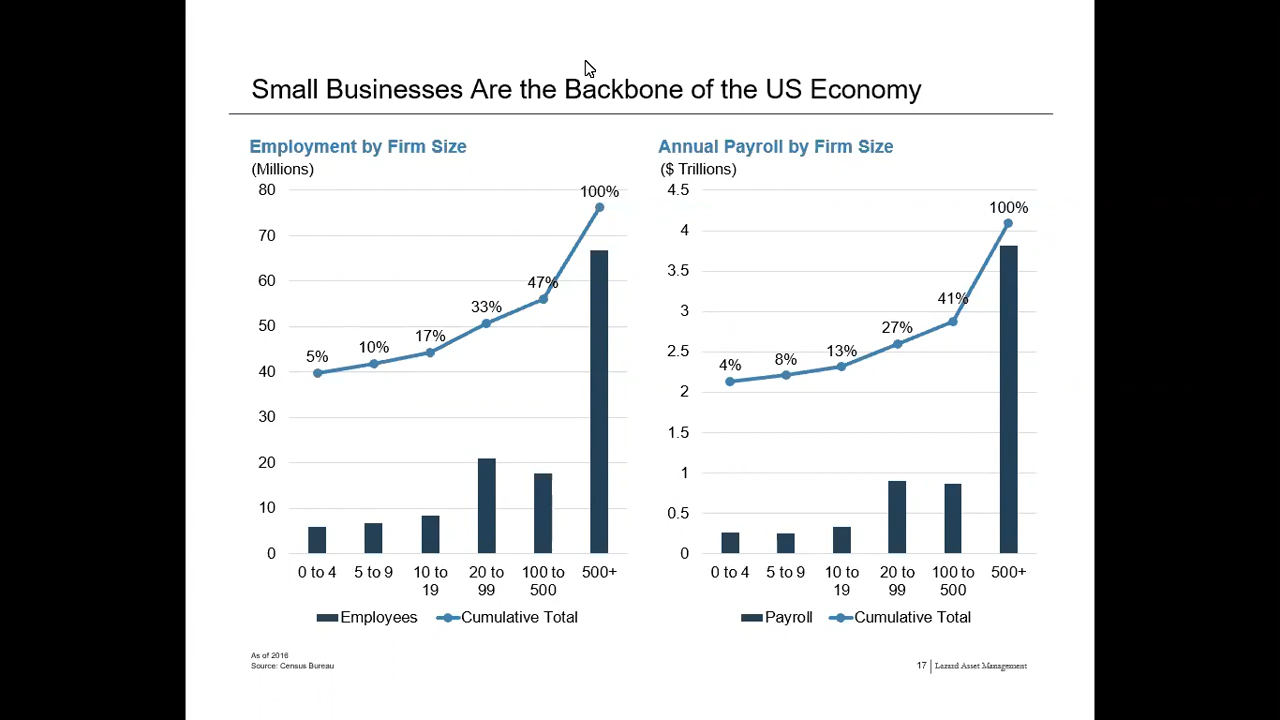 Small Businesses Are the Backbone of the US Economy
Employment by Firm Size
(Millions)
80
70
60
50
40
30
20
10
0
5%
10%
17%
33%
47%
100%
0 to 4
5 to 9
10 to
19
20 to
99
100 to
500
500+
Employees
Cumulative Total
Annual Payroll by Firm Size
($ Trillions)
4.5
4
3.5
3
2.5
2
1.5
1
0.5
0
4%
8%
13%
27%
41%
100%
0 to 4
5 to 9
10 to
19
20 to
99
100 to
500
500+
Payroll
Cumulative Total
As of 2016
Source: Census Bureau
17 Lazard Asset Management